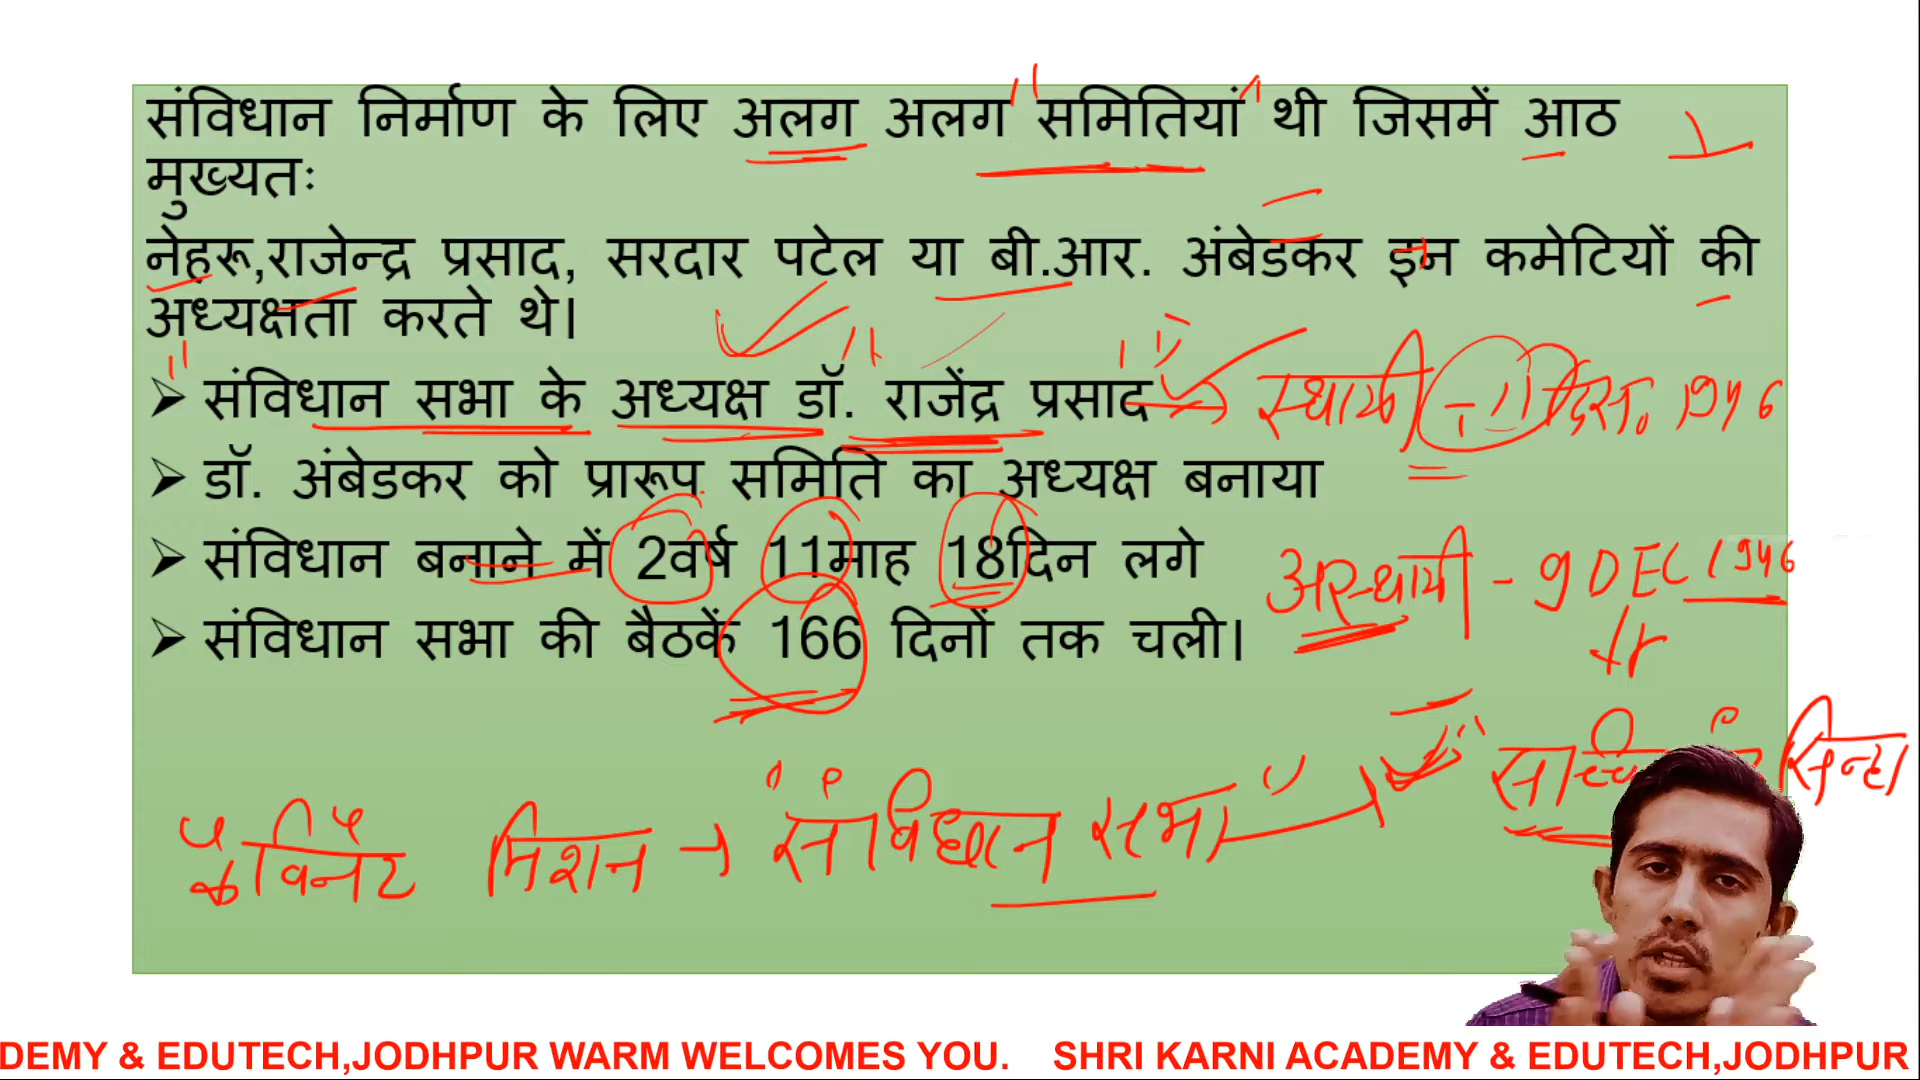 संविधान निर्माण के लिए अलग अलग समितियां थी जिसमें आठ
मुख्यतः
नेहरू,राजेन्द्र प्रसाद, सरदार पटेल या बी.आर. अंबेडकर इन कमेटियों की
अध्यक्षता करते थे।
➢ संविधान सभा के अध्यक्ष डॉ. राजेंद्र प्रसाद
स्थायी - 11 दिस. 1946
➢ डॉ. अंबेडकर को प्रारूप समिति का अध्यक्ष बनाया
➢ संविधान बनाने में 2वर्ष 11माह 18दिन लगे
अस्थायी - 9 DEC 1946
➢ संविधान सभा की बैठकें 166 दिनों तक चली।
सिन्हा
कैबिनेट मिशन → संविधान सभा
DEMY & EDUTECH,JODHPUR WARM WELCOMES YOU. SHRI KARNI ACADEMY & EDUTECH,JODHPUR